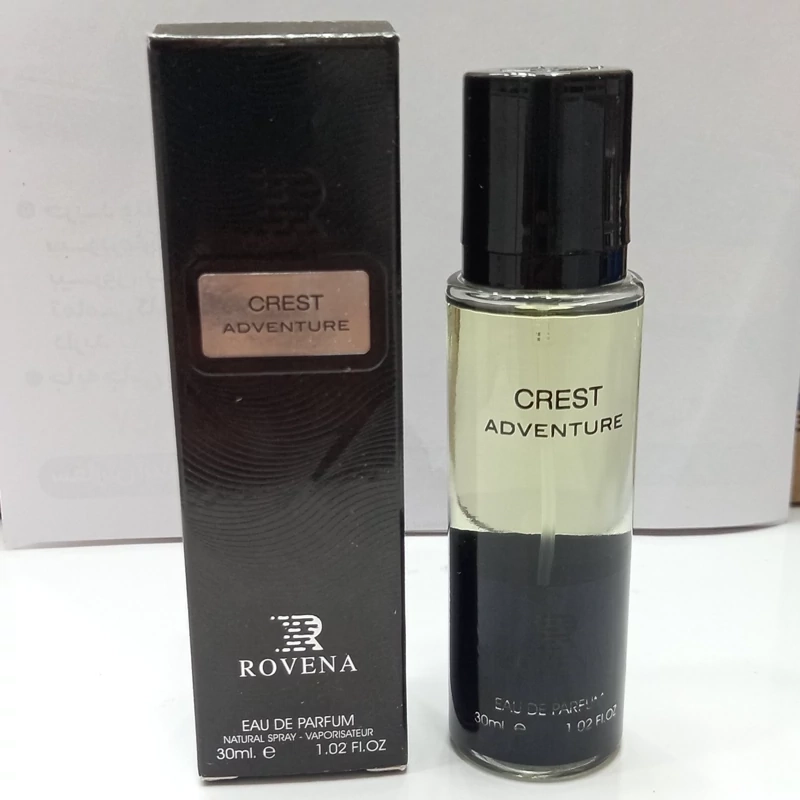 CREST
ADVENTURE
ROVENA
EAU DE PARFUM
NATURAL SPRAY - VAPORISATEUR
30ml. e 1.02 FI.OZ
CREST
ADVENTURE
EAU DE PARFUM
30ml. e 1.02 FI.OZ